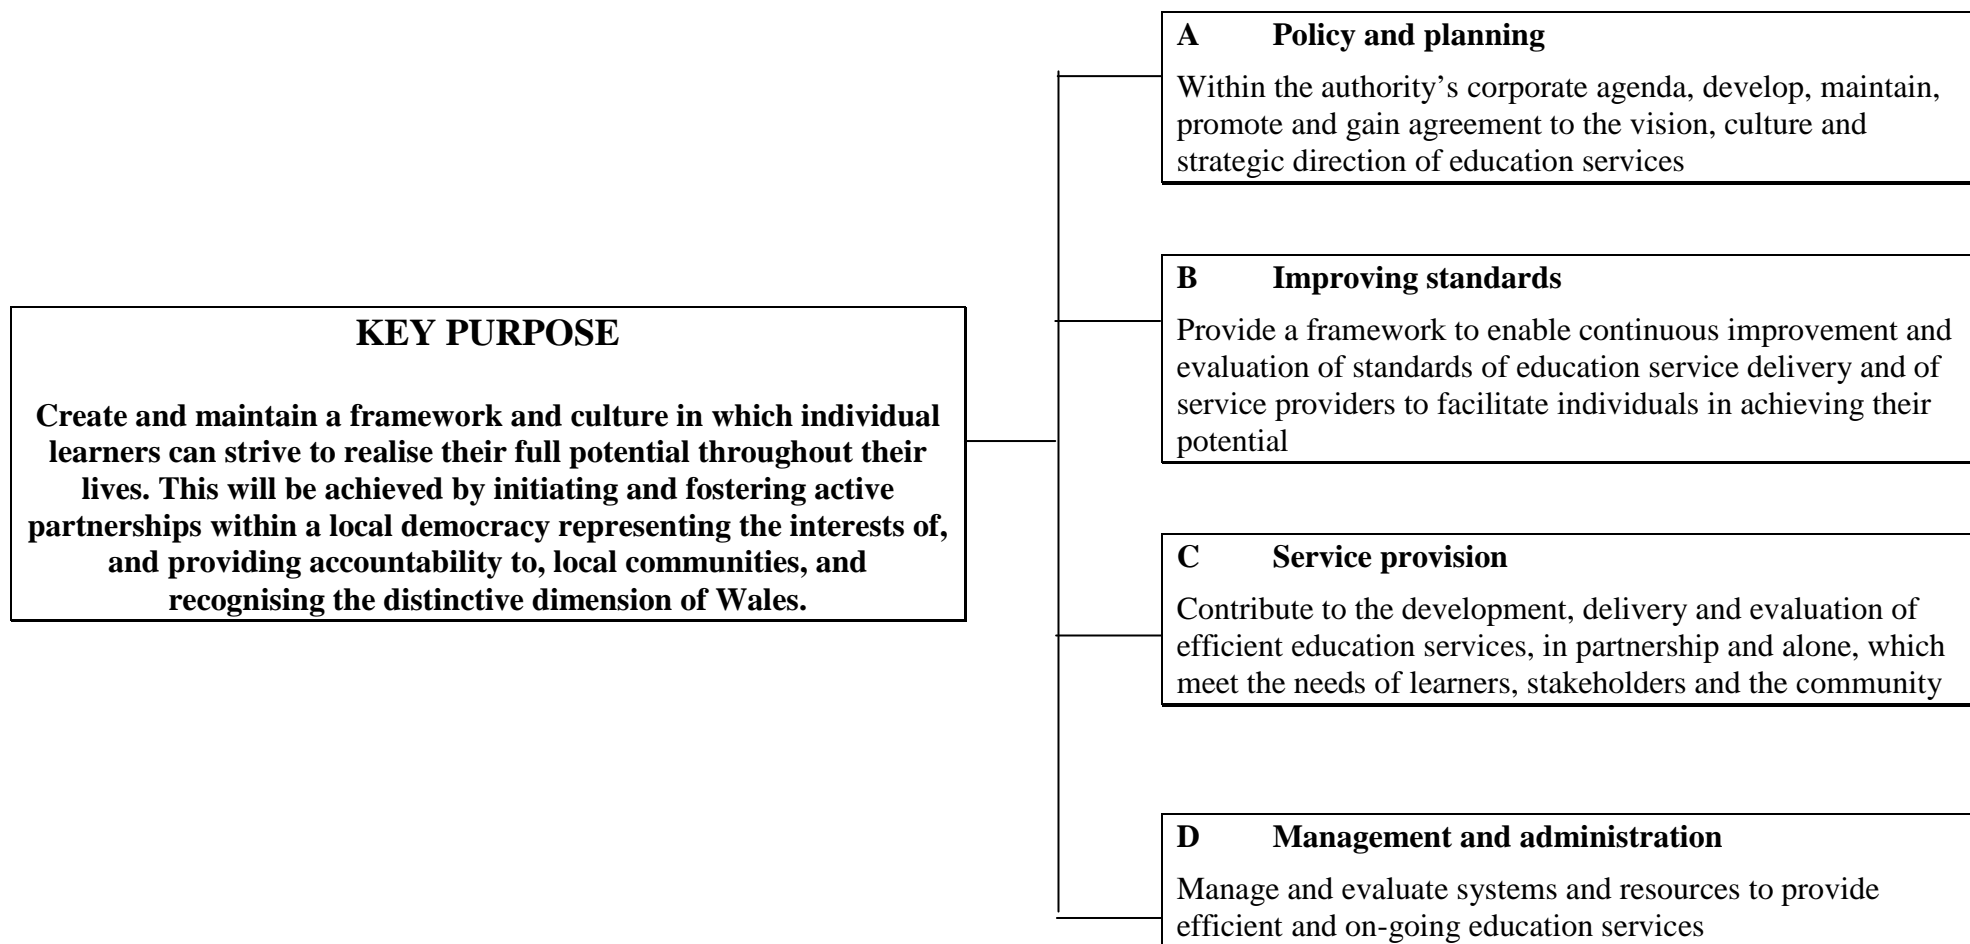 KEY PURPOSE
Create and maintain a framework and culture in which individual
learners can strive to realise their full potential throughout their
lives. This will be achieved by initiating and fostering active
partnerships within a local democracy representing the interests of,
and providing accountability to, local communities, and
recognising the distinctive dimension of Wales.
A Policy and planning
Within the authority’s corporate agenda, develop, maintain,
promote and gain agreement to the vision, culture and
strategic direction of education services
B Improving standards
Provide a framework to enable continuous improvement and
evaluation of standards of education service delivery and of
service providers to facilitate individuals in achieving their
potential
C Service provision
Contribute to the development, delivery and evaluation of
efficient education services, in partnership and alone, which
meet the needs of learners, stakeholders and the community
D Management and administration
Manage and evaluate systems and resources to provide
efficient and on-going education services